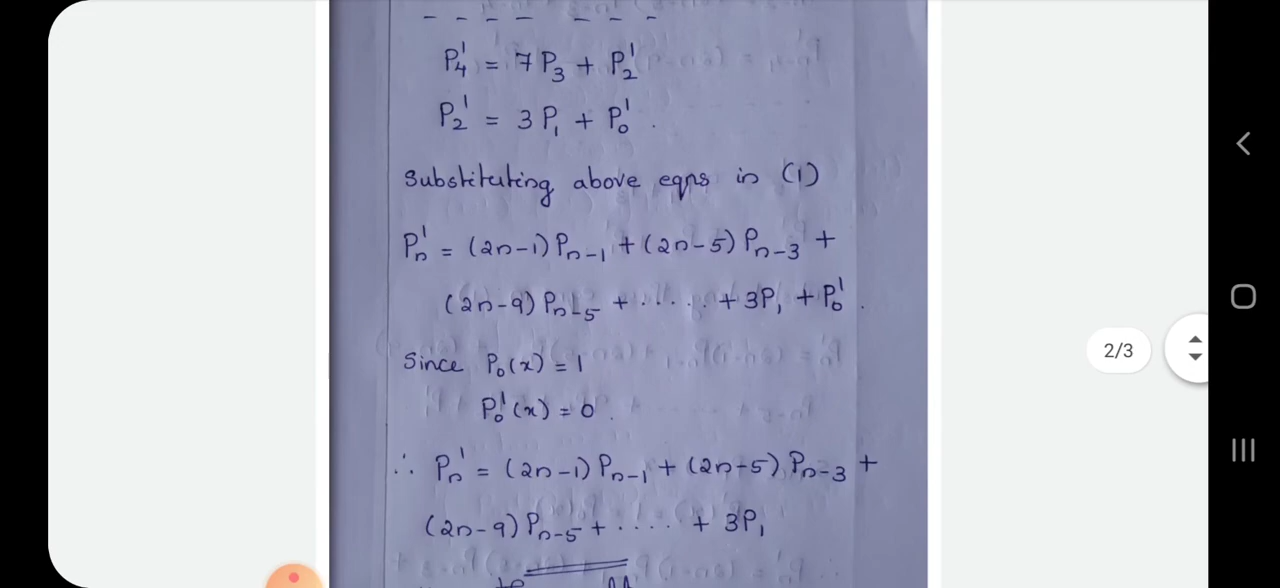 P₄' = 7P₃ + P₂'
P₂' = 3P₁ + P₀'.
Substituting above eqns in (1)
Pₙ' = (2n-1)Pₙ₋₁ + (2n-5)Pₙ₋₃ +
(2n-9)Pₙ₋₅ + ..... + 3P₁ + P₀'.
Since P₀(x) = 1
P₀'(x) = 0.
∴ Pₙ' = (2n-1)Pₙ₋₁ + (2n-5)Pₙ₋₃ +
(2n-9)Pₙ₋₅ + .... + 3P₁
2/3